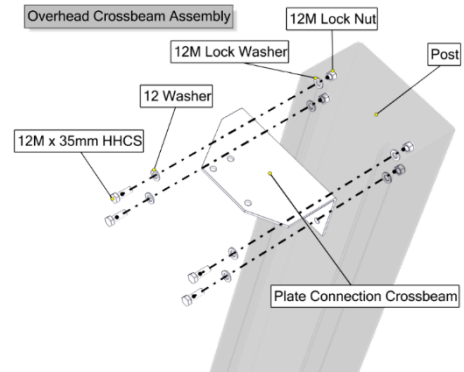 Overhead Crossbeam Assembly
12M Lock Nut
12M Lock Washer
Post
12 Washer
12M x 35mm HHCS
Plate Connection Crossbeam